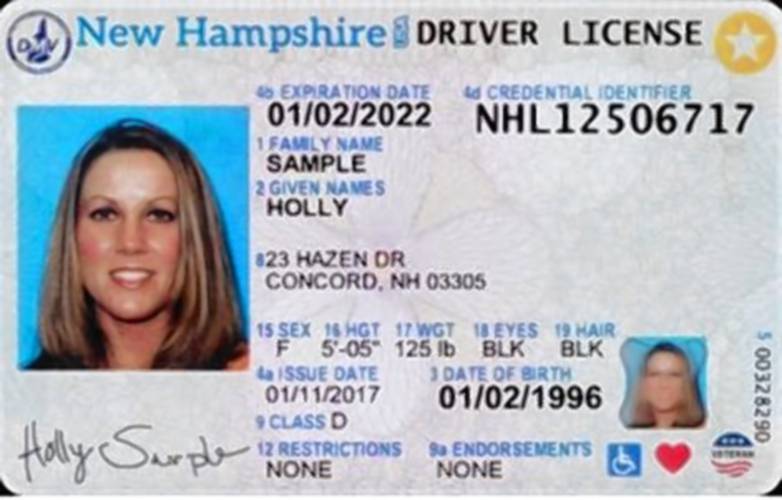 DMV New Hampshire USA DRIVER LICENSE
4b EXPIRATION DATE 4d CREDENTIAL IDENTIFIER
01/02/2022 NHL12506717
1 FAMILY NAME
SAMPLE
2 GIVEN NAMES
HOLLY
823 HAZEN DR
CONCORD, NH 03305
15 SEX 16 HGT 17 WGT 18 EYES 19 HAIR
F 5'-05" 125 lb BLK BLK
4a ISSUE DATE 3 DATE OF BIRTH
01/11/2017 01/02/1996
9 CLASS D
12 RESTRICTIONS 9a ENDORSEMENTS
NONE NONE
Holly Sample
VETERAN
5 00328290